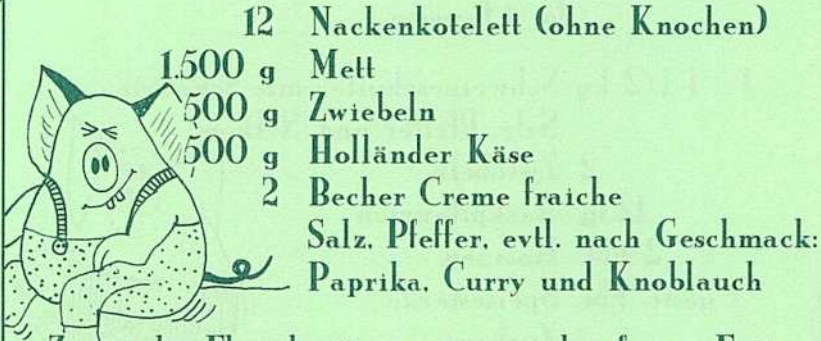 12 Nackenkotelett (ohne Knochen)
1.500 g Mett
500 g Zwiebeln
500 g Holländer Käse
2 Becher Creme fraiche
Salz, Pfeffer, evtl. nach Geschmack:
Paprika, Curry und Knoblauch